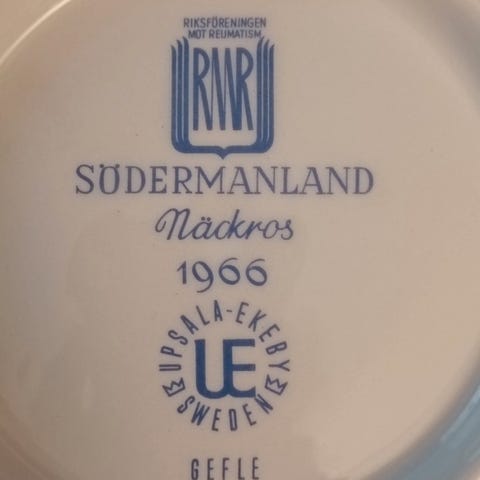 RIKSFÖRENINGEN
MOT REUMATISM
RMR
SÖDERMANLAND
Näckros
1966
UPSALA-EKEBY
UE
SWEDEN
GEFLE